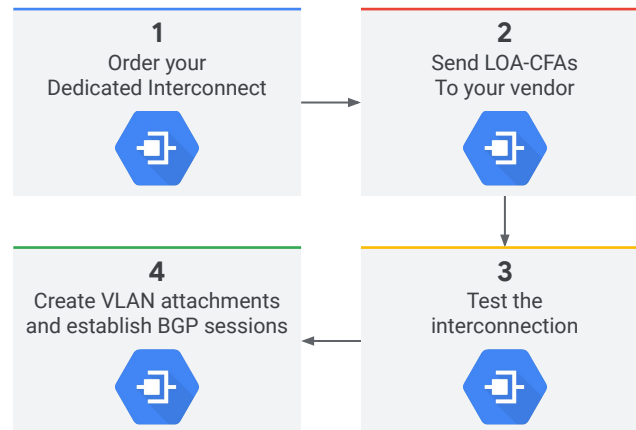 1
Order your
Dedicated Interconnect
2
Send LOA-CFAs
To your vendor
3
Test the
interconnection
4
Create VLAN attachments
and establish BGP sessions